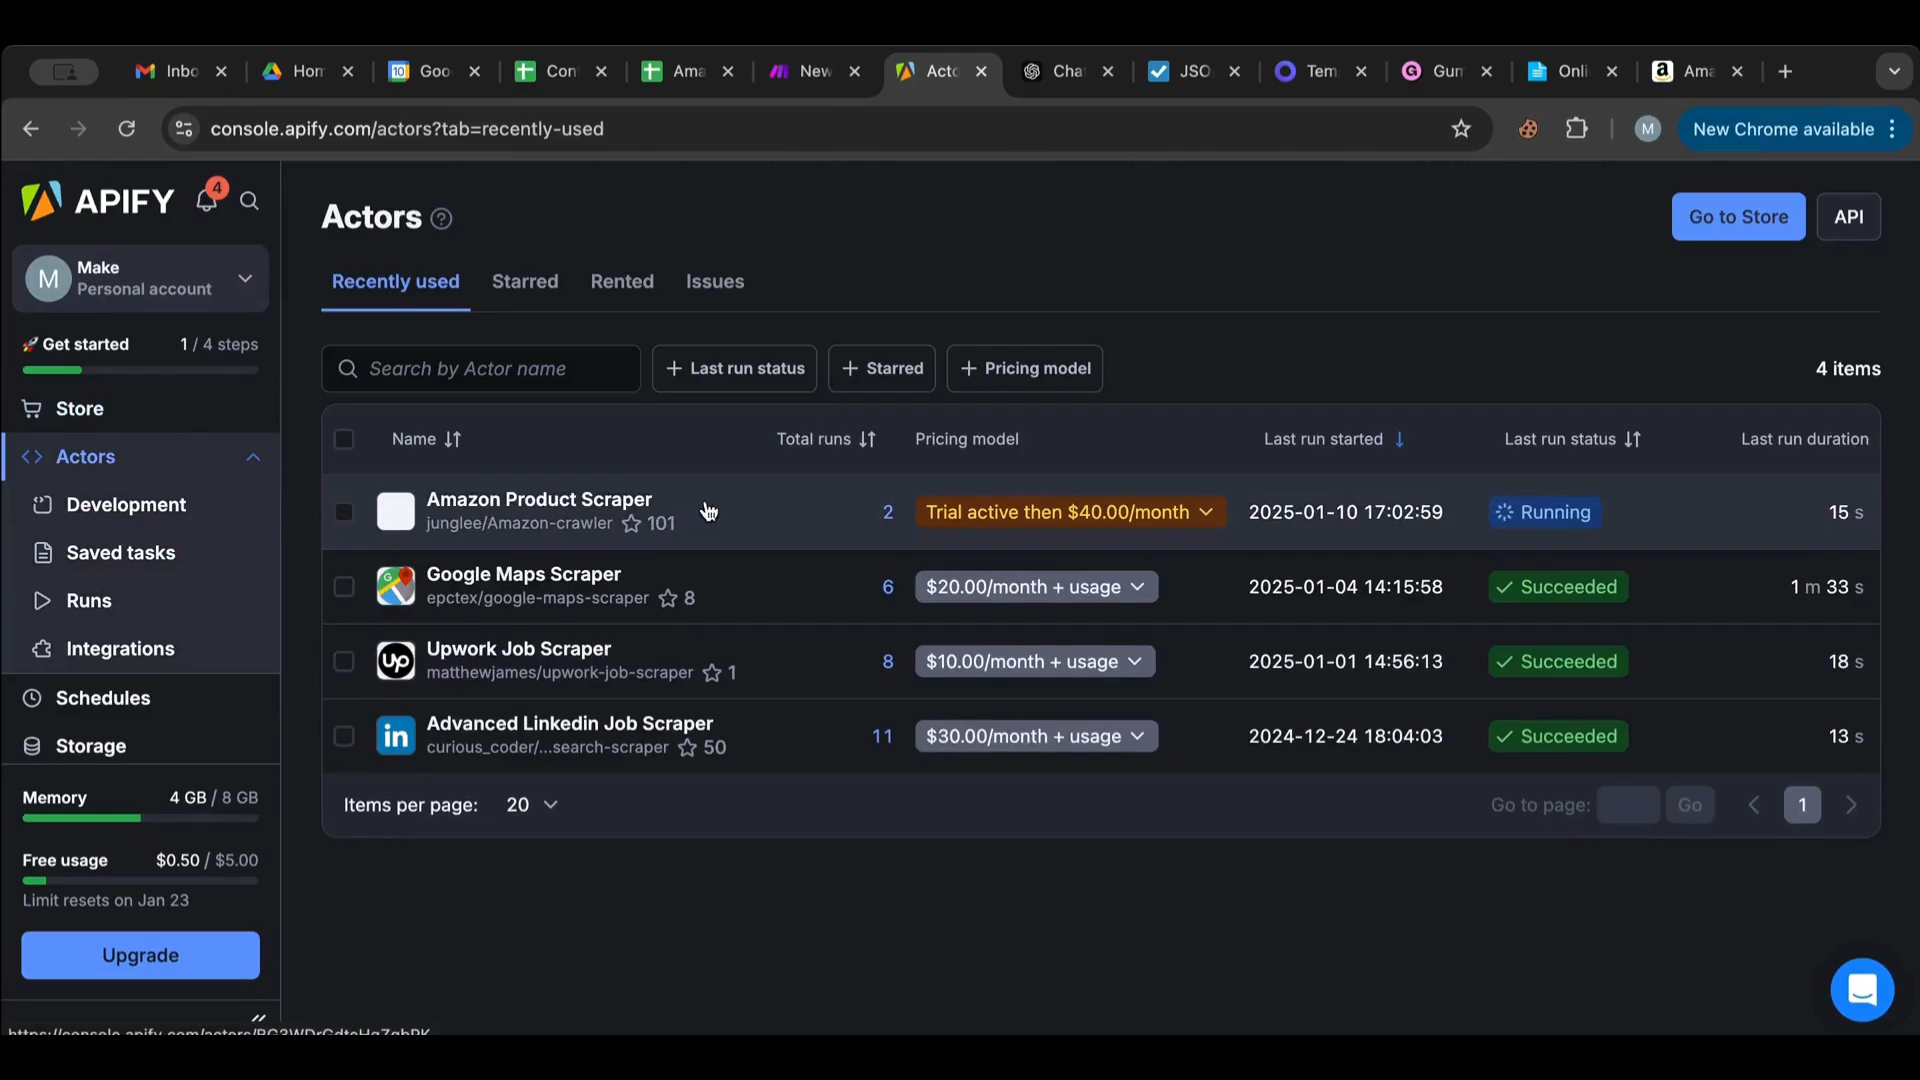 Inbo
Hom
10
Goo
Con
Ama
New
Acto
Cha
JSO
Tem
Gum
Onli
a
Ama
console.apify.com/actors?tab=recently-used
M
New Chrome available
APIFY
4
M
Make
Personal account
Get started
1 / 4 steps
Store
Actors
Development
Saved tasks
Runs
Integrations
Schedules
Storage
Memory
4 GB / 8 GB
Free usage
$0.50 / $5.00
Limit resets on Jan 23
Upgrade
Actors
Go to Store
API
Recently used
Starred
Rented
Issues
Search by Actor name
Last run status
Starred
Pricing model
4 items
Name
Total runs
Pricing model
Last run started
Last run status
Last run duration
Amazon Product Scraper
junglee/Amazon-crawler
101
2
Trial active then $40.00/month
2025-01-10 17:02:59
Running
15 s
Google Maps Scraper
epctex/google-maps-scraper
8
6
$20.00/month + usage
2025-01-04 14:15:58
Succeeded
1 m 33 s
up
Upwork Job Scraper
matthewjames/upwork-job-scraper
1
8
$10.00/month + usage
2025-01-01 14:56:13
Succeeded
18 s
in
Advanced Linkedin Job Scraper
curious_coder/...search-scraper
50
11
$30.00/month + usage
2024-12-24 18:04:03
Succeeded
13 s
Items per page:
20
Go to page:
Go
1